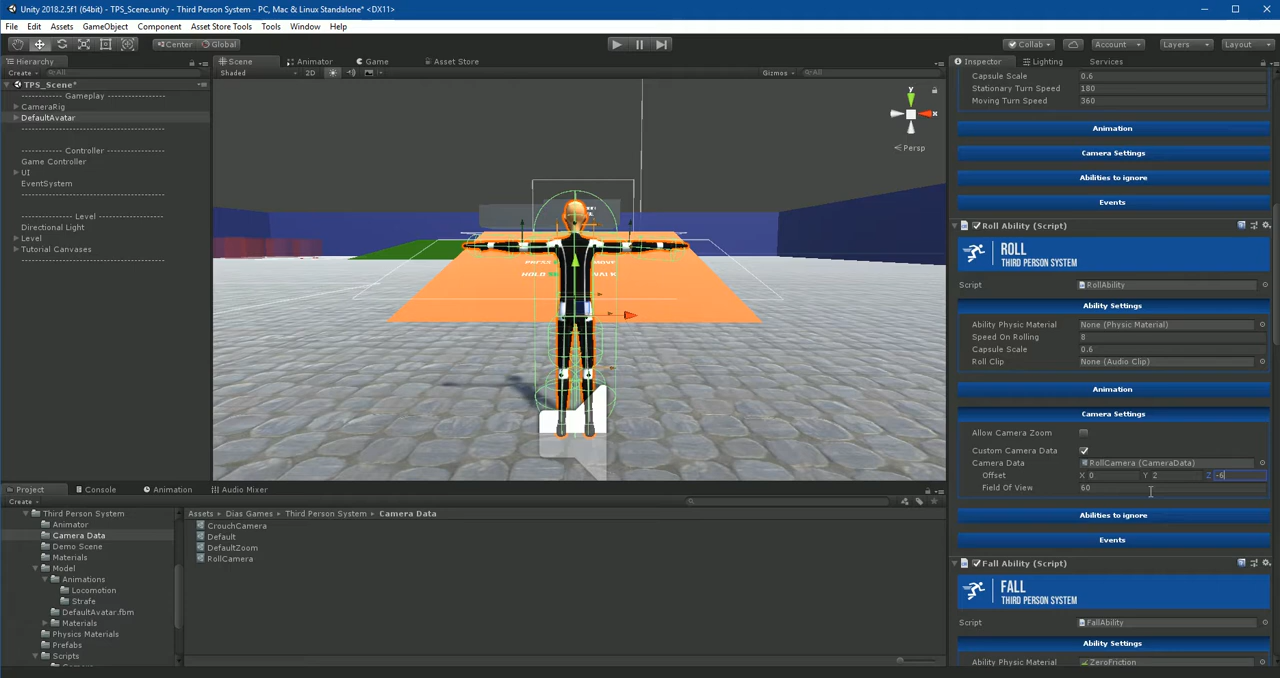 Unity 2018.2.5f1 (64bit) - TPS_Scene.unity - Third Person System - PC, Mac & Linux Standalone* <DX11>
File Edit Assets GameObject Component Asset Store Tools Tools Window Help
Center Global Collab Account Layers Layout
Hierarchy
Create All
TPS_Scene*
--------------- Gameplay ---------------
CameraRig
DefaultAvatar
--------------- Controller ---------------
Game Controller
UI
EventSystem
--------------- Level ---------------
Directional Light
Level
Tutorial Canvases
Scene Animator Game Asset Store
Shaded 2D Gizmos All
y
x
Persp
PRESS MOVE
HOLD WALK
Inspector Lighting Services
Capsule Scale 0.6
Stationary Turn Speed 180
Moving Turn Speed 360
Animation
Camera Settings
Abilities to ignore
Events
Roll Ability (Script)
ROLL
THIRD PERSON SYSTEM
Script RollAbility
Ability Settings
Ability Physic Material None (Physic Material)
Speed On Rolling 8
Capsule Scale 0.6
Roll Clip None (Audio Clip)
Animation
Camera Settings
Allow Camera Zoom
Custom Camera Data
Camera Data RollCamera (CameraData)
Offset X 0 Y 2 Z -6
Field Of View 60
Abilities to ignore
Events
Fall Ability (Script)
FALL
THIRD PERSON SYSTEM
Script FallAbility
Ability Settings
Ability Physic Material ZeroFriction
Project Console Animation Audio Mixer
Create
Third Person System
Animator
Camera Data
Demo Scene
Materials
Model
Animations
Locomotion
Strafe
DefaultAvatar.fbm
Materials
Physics Materials
Prefabs
Scripts
Assets Dias Games Third Person System Camera Data
CrouchCamera
Default
DefaultZoom
RollCamera